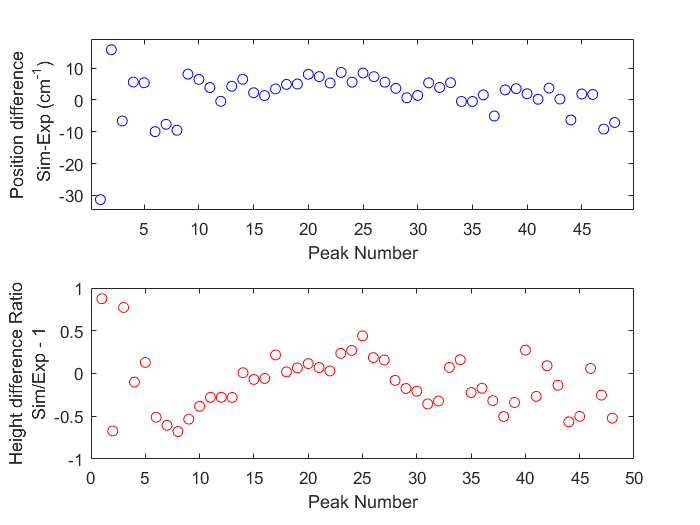 Position difference
Sim-Exp (cm⁻¹)
10
0
-10
-20
-30
5 10 15 20 25 30 35 40 45
Peak Number
Height difference Ratio
Sim/Exp - 1
1
0.5
0
-0.5
-1
0 5 10 15 20 25 30 35 40 45 50
Peak Number